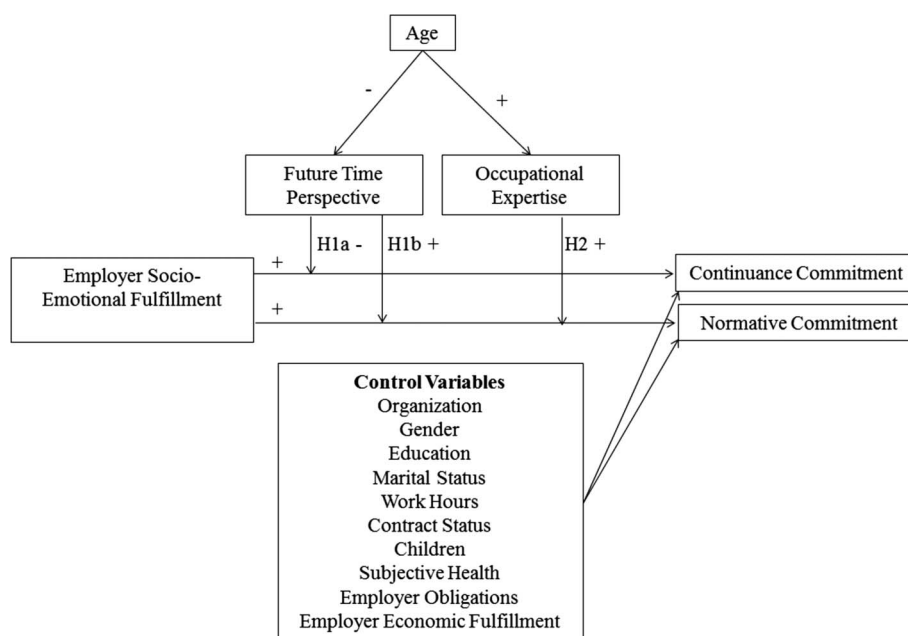 Age
-
+
Future Time
Perspective
Occupational
Expertise
H1a -
H1b +
H2 +
Employer Socio-
Emotional Fulfillment
+
+
Continuance Commitment
Normative Commitment
Control Variables
Organization
Gender
Education
Marital Status
Work Hours
Contract Status
Children
Subjective Health
Employer Obligations
Employer Economic Fulfillment